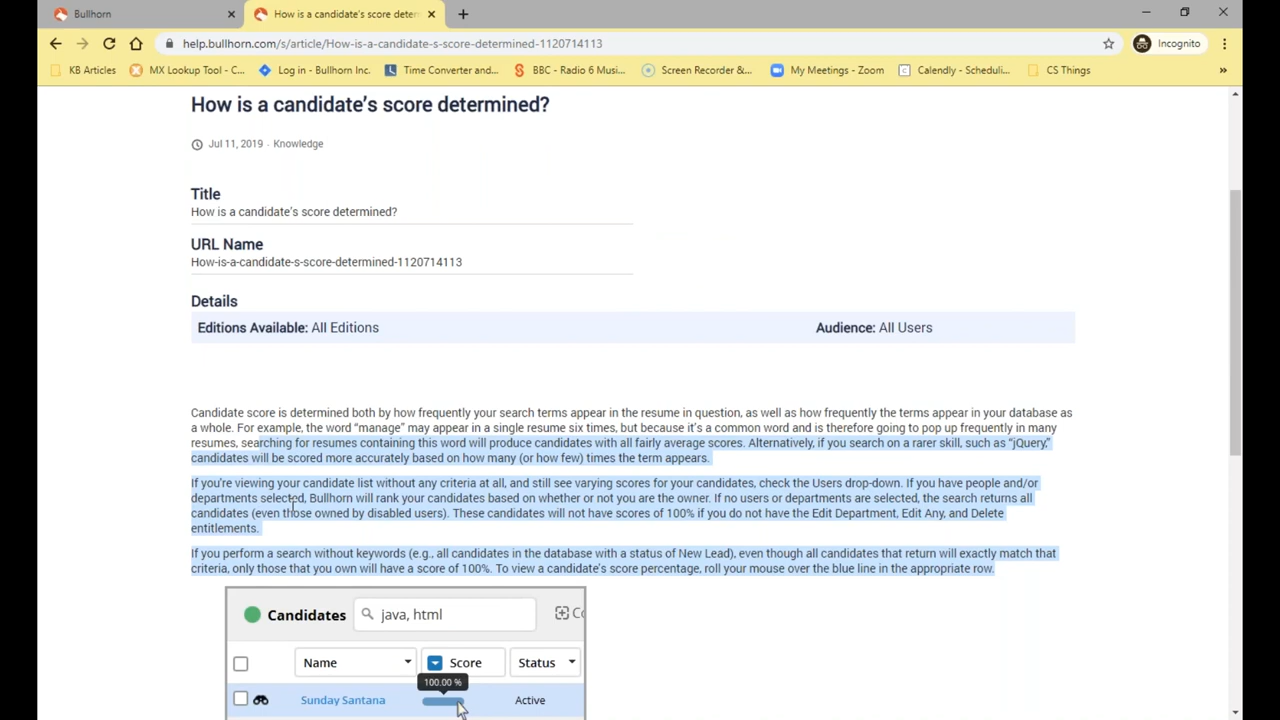 Bullhorn
How is a candidate's score deter
help.bullhorn.com/s/article/How-is-a-candidate-s-score-determined-1120714113
Incognito
KB Articles
MX Lookup Tool - C...
Log in - Bullhorn Inc.
Time Converter and...
BBC - Radio 6 Musi...
Screen Recorder &...
My Meetings - Zoom
Calendly - Scheduli...
CS Things
»
How is a candidate's score determined?
Jul 11, 2019 · Knowledge
Title
How is a candidate's score determined?
URL Name
How-is-a-candidate-s-score-determined-1120714113
Details
Editions Available: All Editions
Audience: All Users
Candidate score is determined both by how frequently your search terms appear in the resume in question, as well as how frequently the terms appear in your database as
a whole. For example, the word “manage” may appear in a single resume six times, but because it's a common word and is therefore going to pop up frequently in many
resumes, searching for resumes containing this word will produce candidates with all fairly average scores. Alternatively, if you search on a rarer skill, such as “jQuery,”
candidates will be scored more accurately based on how many (or how few) times the term appears.
If you're viewing your candidate list without any criteria at all, and still see varying scores for your candidates, check the Users drop-down. If you have people and/or
departments selected, Bullhorn will rank your candidates based on whether or not you are the owner. If no users or departments are selected, the search returns all
candidates (even those owned by disabled users). These candidates will not have scores of 100% if you do not have the Edit Department, Edit Any, and Delete
entitlements.
If you perform a search without keywords (e.g., all candidates in the database with a status of New Lead), even though all candidates that return will exactly match that
criteria, only those that you own will have a score of 100%. To view a candidate's score percentage, roll your mouse over the blue line in the appropriate row.
Candidates
java, html
Name
Score
Status
100.00 %
Sunday Santana
Active